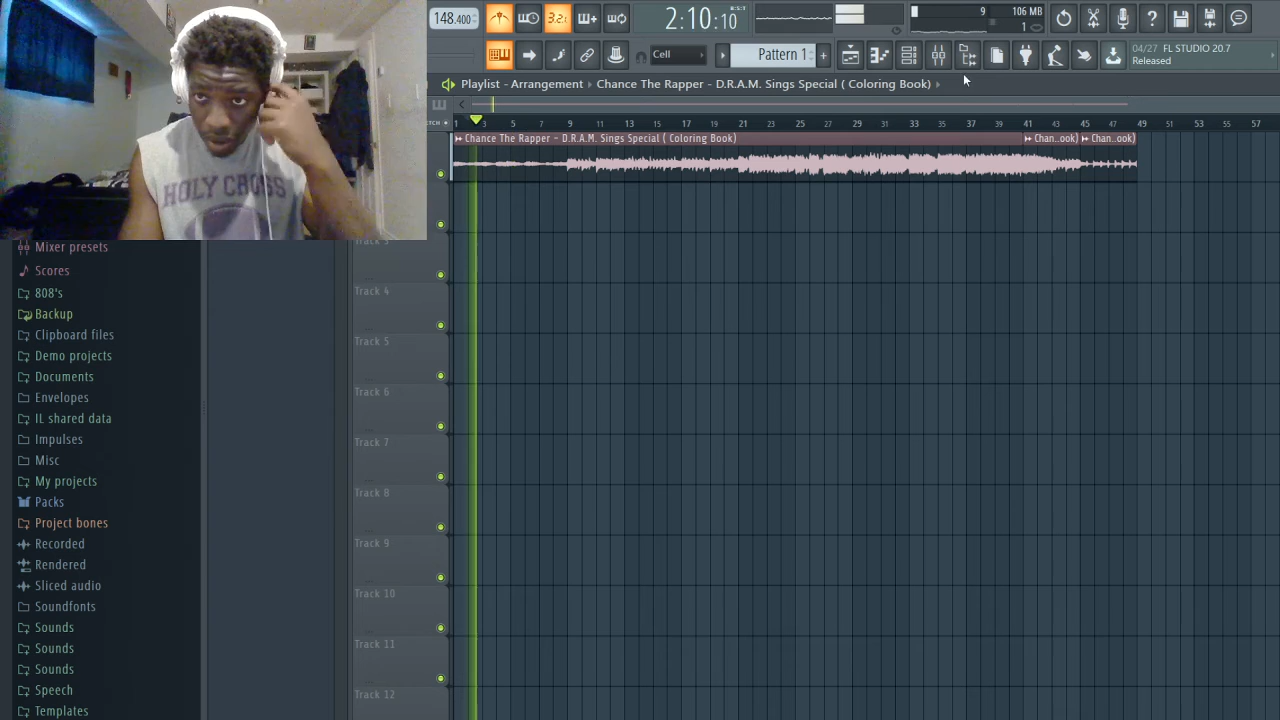 148.400
3.2.
2:10:10
B:S:T
9
106 MB
1
Cell
Pattern 1
04/27 FL STUDIO 20.7
Released
Playlist - Arrangement
Chance The Rapper - D.R.A.M. Sings Special ( Coloring Book)
1 3 5 7 9 11 13 15 17 19 21 23 25 27 29 31 33 35 37 39 41 43 45 47 49 51 53 55 57
Chance The Rapper - D.R.A.M. Sings Special ( Coloring Book)
Chan..ook)
Chan..ook)
HOLY CROSS
Mixer presets
Scores
808's
Backup
Clipboard files
Demo projects
Documents
Envelopes
IL shared data
Impulses
Misc
My projects
Packs
Project bones
Recorded
Rendered
Sliced audio
Soundfonts
Sounds
Sounds
Sounds
Speech
Templates
Track 3
Track 4
Track 5
Track 6
Track 7
Track 8
Track 9
Track 10
Track 11
Track 12